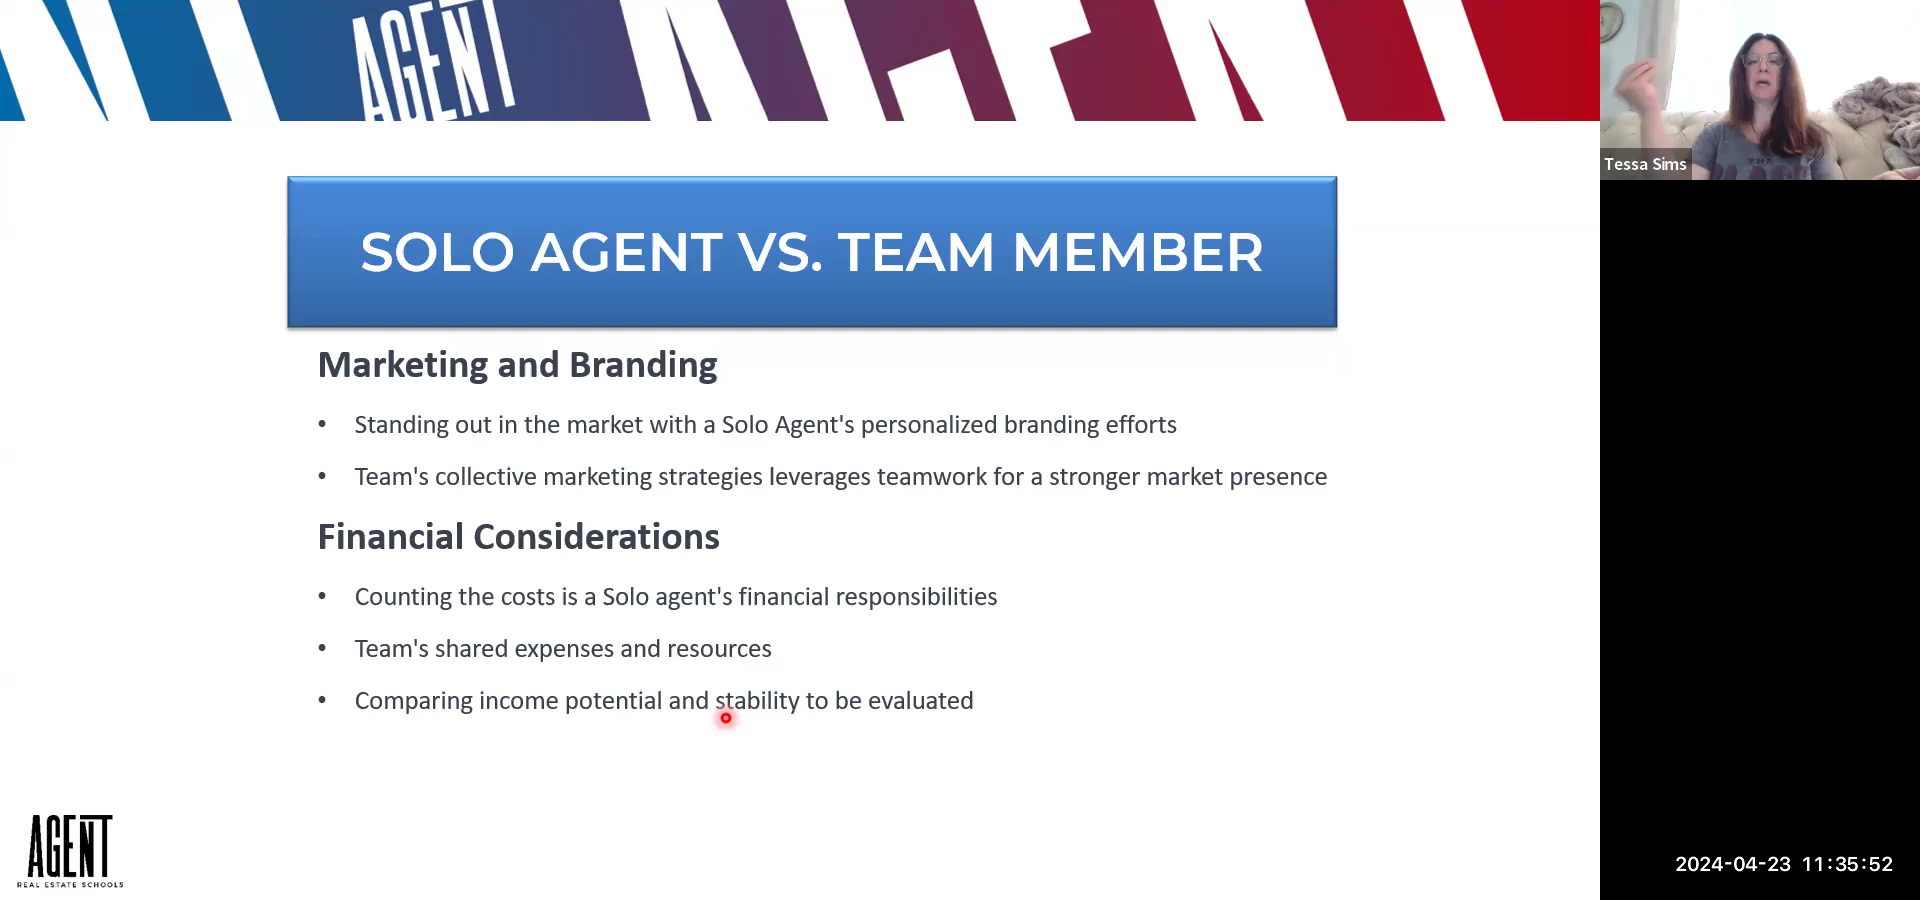 AGENT
Tessa Sims
SOLO AGENT VS. TEAM MEMBER
Marketing and Branding
• Standing out in the market with a Solo Agent's personalized branding efforts
• Team's collective marketing strategies leverages teamwork for a stronger market presence
Financial Considerations
• Counting the costs is a Solo agent's financial responsibilities
• Team's shared expenses and resources
• Comparing income potential and stability to be evaluated
AGENT
REAL ESTATE SCHOOLS
2024-04-23 11:35:52